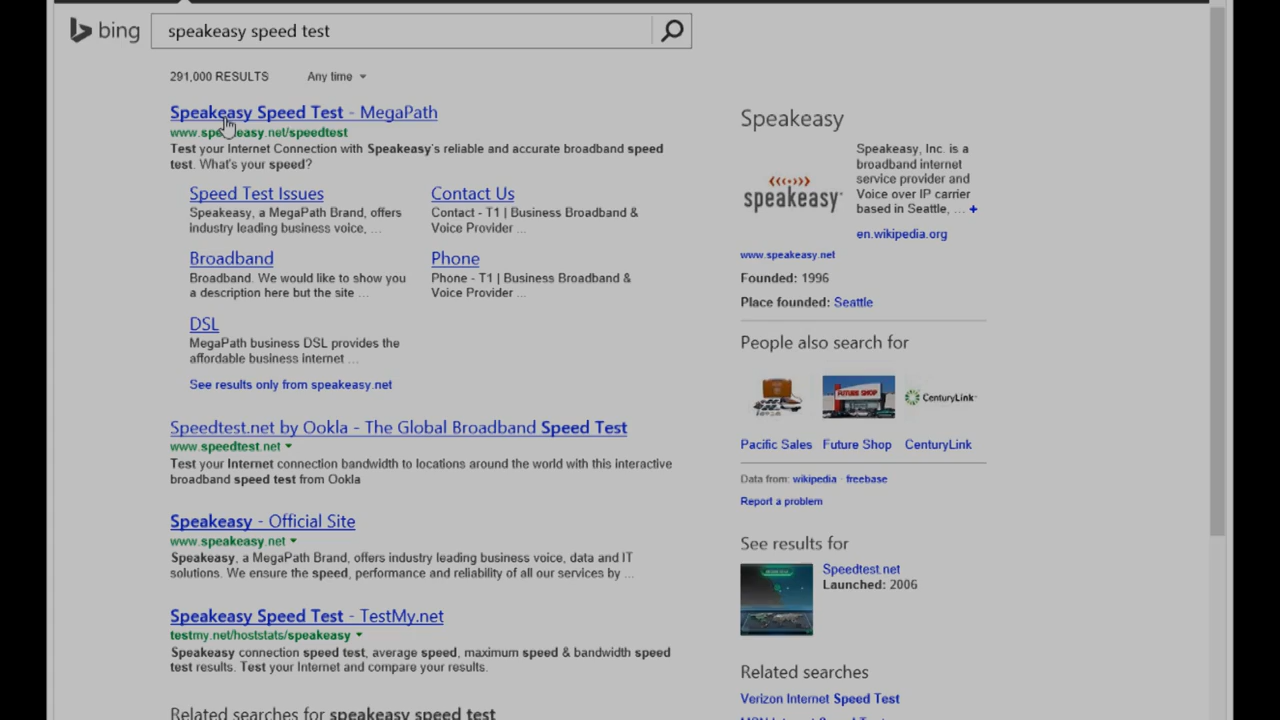 bing
speakeasy speed test
291,000 RESULTS Any time
Speakeasy Speed Test - MegaPath
www.speakeasy.net/speedtest
Test your Internet Connection with Speakeasy's reliable and accurate broadband speed
test. What's your speed?
Speed Test Issues
Speakeasy, a MegaPath Brand, offers
industry leading business voice, ...
Contact Us
Contact - T1 | Business Broadband &
Voice Provider ...
Broadband
Broadband. We would like to show you
a description here but the site ...
Phone
Phone - T1 | Business Broadband &
Voice Provider ...
DSL
MegaPath business DSL provides the
affordable business internet ...
See results only from speakeasy.net
Speedtest.net by Ookla - The Global Broadband Speed Test
www.speedtest.net
Test your Internet connection bandwidth to locations around the world with this interactive
broadband speed test from Ookla
Speakeasy - Official Site
www.speakeasy.net
Speakeasy, a MegaPath Brand, offers industry leading business voice, data and IT
solutions. We ensure the speed, performance and reliability of all our services by ...
Speakeasy Speed Test - TestMy.net
testmy.net/hoststats/speakeasy
Speakeasy connection speed test, average speed, maximum speed & bandwidth speed
test results. Test your Internet and compare your results.
Related searches for speakeasy speed test
Speakeasy
speakeasy
Speakeasy, Inc. is a
broadband internet
service provider and
Voice over IP carrier
based in Seattle, ... +
en.wikipedia.org
www.speakeasy.net
Founded: 1996
Place founded: Seattle
People also search for
FUTURE SHOP
CenturyLink
Pacific Sales Future Shop CenturyLink
Data from: wikipedia · freebase
Report a problem
See results for
Speedtest.net
Launched: 2006
Related searches
Verizon Internet Speed Test